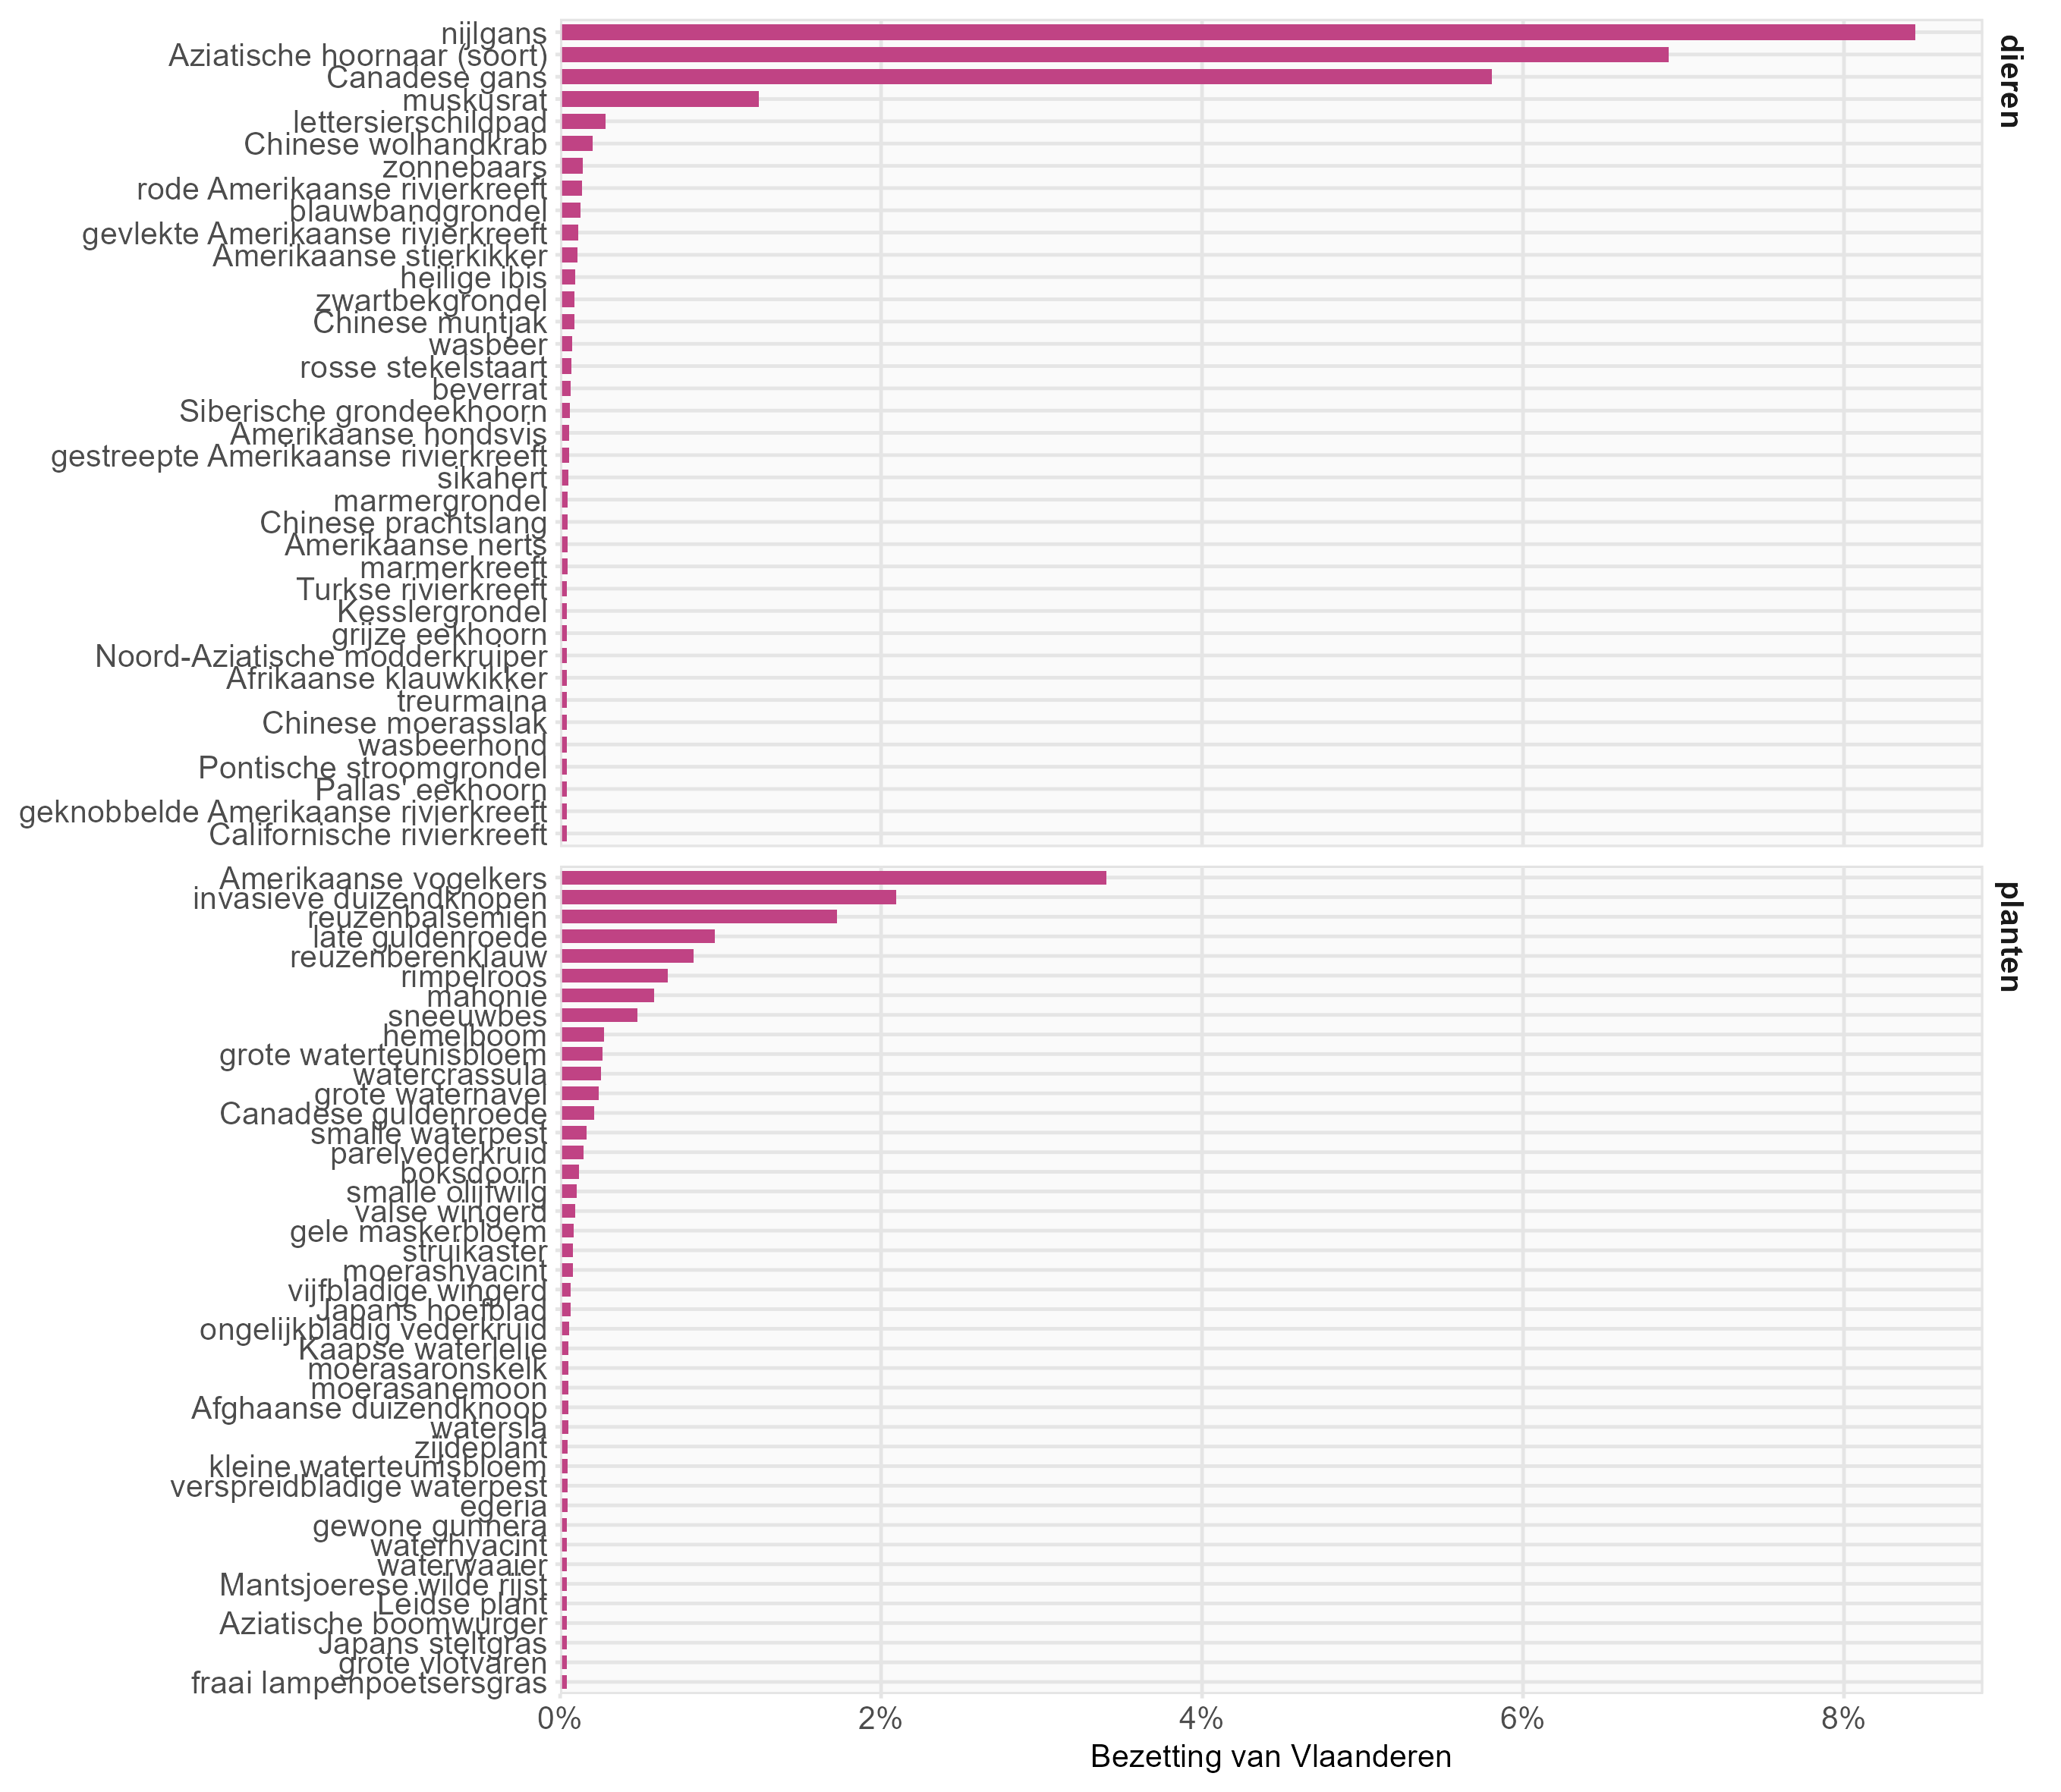 nijlgans
Aziatische hoornaar (soort)
Canadese gans
muskusrat
lettersierschildpad
Chinese wolhandkrab
zonnebaars
rode Amerikaanse rivierkreeft
blauwbandgrondel
gevlekte Amerikaanse rivierkreeft
Amerikaanse stierkikker
heilige ibis
zwartbekgrondel
Chinese muntjak
wasbeer
rosse stekelstaart
beverrat
Siberische grondeekhoorn
Amerikaanse hondsvis
gestreepte Amerikaanse rivierkreeft
sikahert
marmergrondel
Chinese prachtslang
Amerikaanse nerts
marmerkreeft
Turkse rivierkreeft
Kesslergrondel
grijze eekhoorn
Noord-Aziatische modderkruiper
Afrikaanse klauwkikker
treurmaina
Chinese moerasslak
wasbeerhond
Pontische stroomgrondel
Pallas' eekhoorn
geknobbelde Amerikaanse rivierkreeft
Californische rivierkreeft
dieren
Amerikaanse vogelkers
invasieve duizendknopen
reuzenbalsemien
late guldenroede
reuzenberenklauw
rimpelroos
mahonie
sneeuwbes
hemelboom
grote waterteunisbloem
watercrassula
grote waternavel
Canadese guldenroede
smalle waterpest
parelvederkruid
boksdoorn
smalle olijfwilg
valse wingerd
gele maskerbloem
struikaster
moerashyacint
vijfbladige wingerd
Japans hoefblad
ongelijkbladig vederkruid
Kaapse waterlelie
moerasaronskelk
moerasanemoon
Afghaanse duizendknoop
watersla
zijdeplant
kleine waterteunisbloem
verspreidbladige waterpest
egeria
gewone gunnera
waterhyacint
waterwaaier
Mantsjoerese wilde rijst
Leidse plant
Aziatische boomwurger
Japans steltgras
grote vlotvaren
fraai lampenpoetsersgras
planten
0% 2% 4% 6% 8%
Bezetting van Vlaanderen